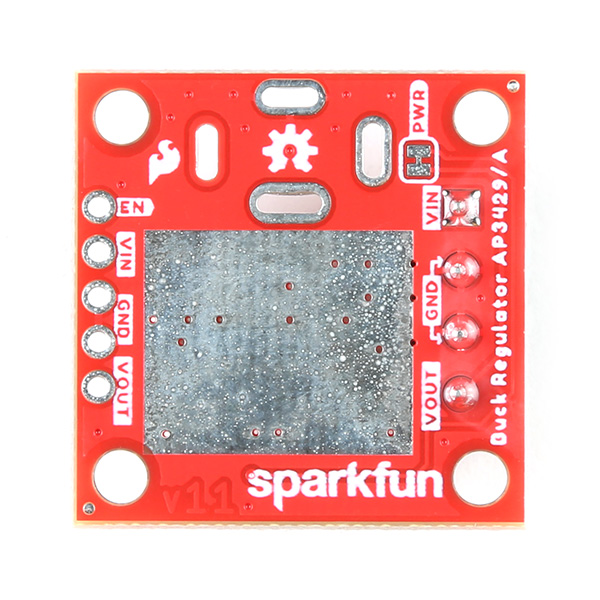 PWR
EN
VIN
GND
VOUT
VIN
GND
VOUT
Buck Regulator AP3429/A
sparkfun
v11